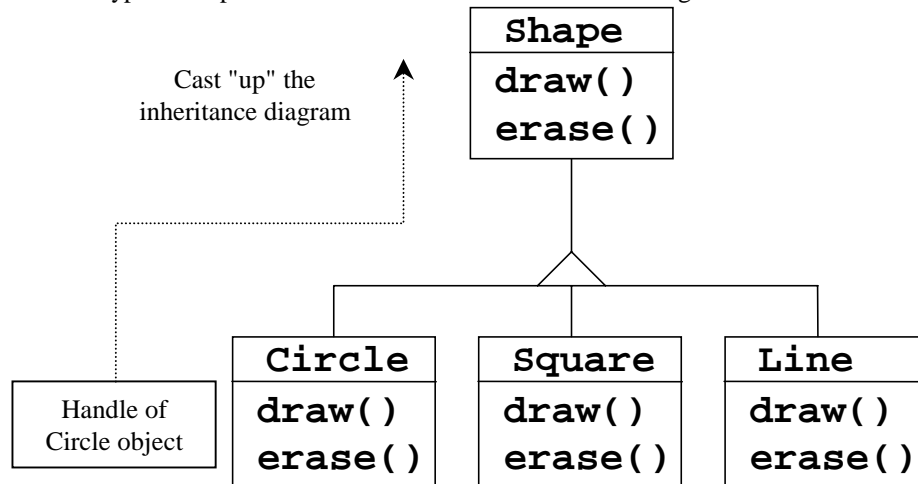 Shape
draw()
erase()
Cast "up" the
inheritance diagram
Circle
draw()
erase()
Square
draw()
erase()
Line
draw()
erase()
Handle of
Circle object